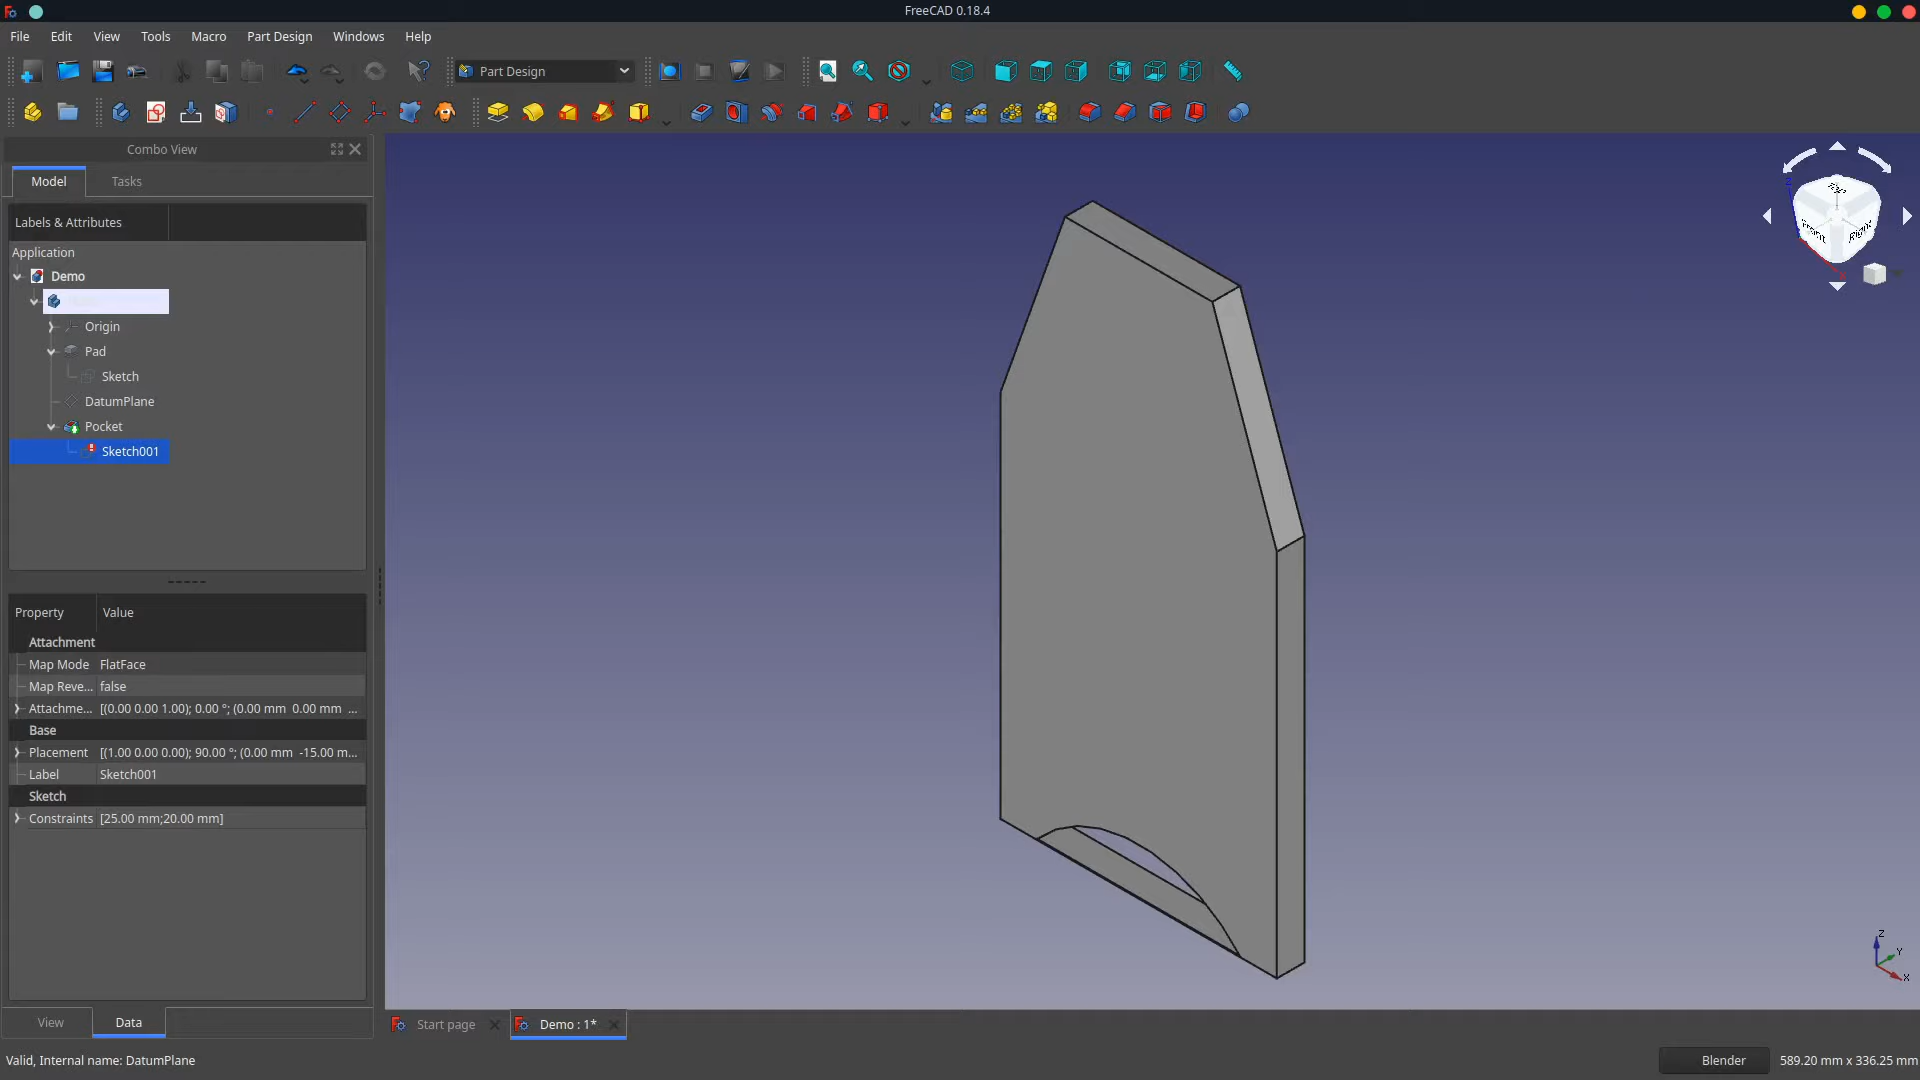 FreeCAD 0.18.4
File Edit View Tools Macro Part Design Windows Help
Part Design
Combo View
Model Tasks
Labels & Attributes
Application
Demo
Origin
Pad
Sketch
DatumPlane
Pocket
Sketch001
Property Value
Attachment
Map Mode FlatFace
Map Reve... false
Attachme... [(0.00 0.00 1.00); 0.00 °; (0.00 mm 0.00 mm ...
Base
Placement [(1.00 0.00 0.00); 90.00 °; (0.00 mm -15.00 m...
Label Sketch001
Sketch
Constraints [25.00 mm;20.00 mm]
View Data
Top
Front
Right
Z
X
Z
Y
X
Start page
Demo : 1*
Valid, Internal name: DatumPlane
Blender
589.20 mm x 336.25 mm